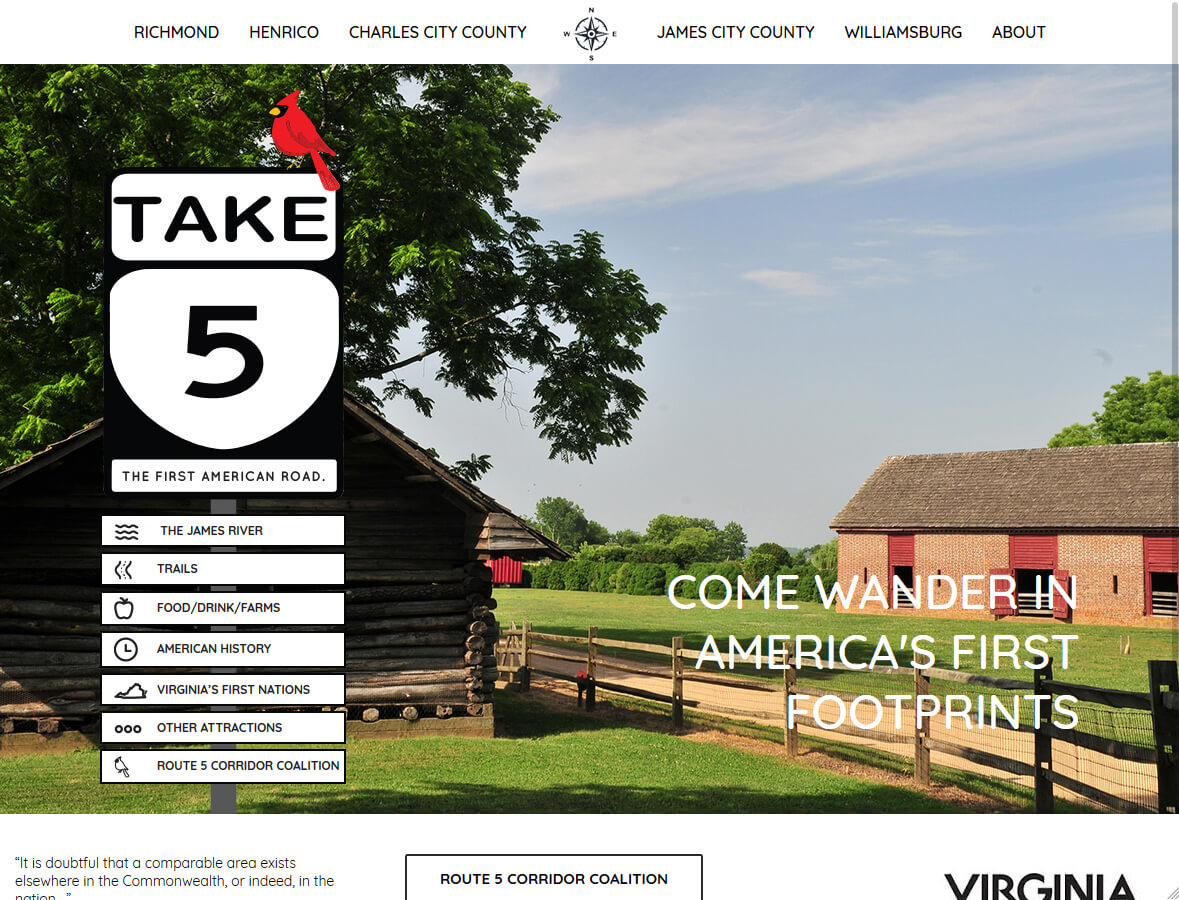 RICHMOND HENRICO CHARLES CITY COUNTY N W E S JAMES CITY COUNTY WILLIAMSBURG ABOUT
TAKE
5
THE FIRST AMERICAN ROAD.
THE JAMES RIVER
TRAILS
FOOD/DRINK/FARMS
AMERICAN HISTORY
VIRGINIA'S FIRST NATIONS
OTHER ATTRACTIONS
ROUTE 5 CORRIDOR COALITION
COME WANDER IN
AMERICA'S FIRST
FOOTPRINTS
“It is doubtful that a comparable area exists
elsewhere in the Commonwealth, or indeed, in the
nation...”
ROUTE 5 CORRIDOR COALITION
VIRGINIA